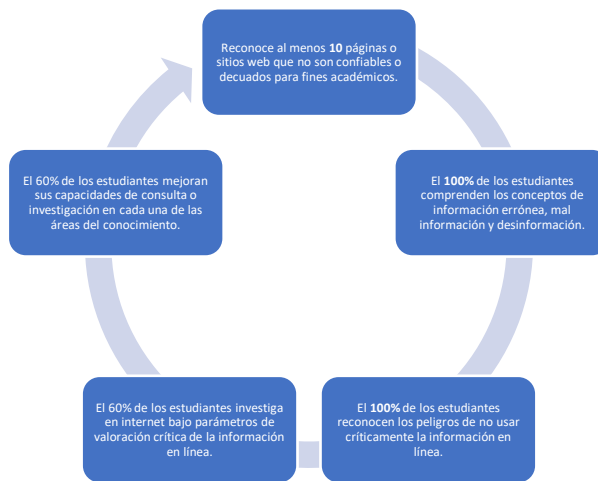 Reconoce al menos 10 páginas o
sitios web que no son confiables o
decuados para fines académicos.
El 100% de los estudiantes
comprenden los conceptos de
información errónea, mal
información y desinformación.
El 100% de los estudiantes
reconocen los peligros de no usar
críticamente la información en
línea.
El 60% de los estudiantes investiga
en internet bajo parámetros de
valoración crítica de la información
en línea.
El 60% de los estudiantes mejoran
sus capacidades de consulta o
investigación en cada una de las
áreas del conocimiento.